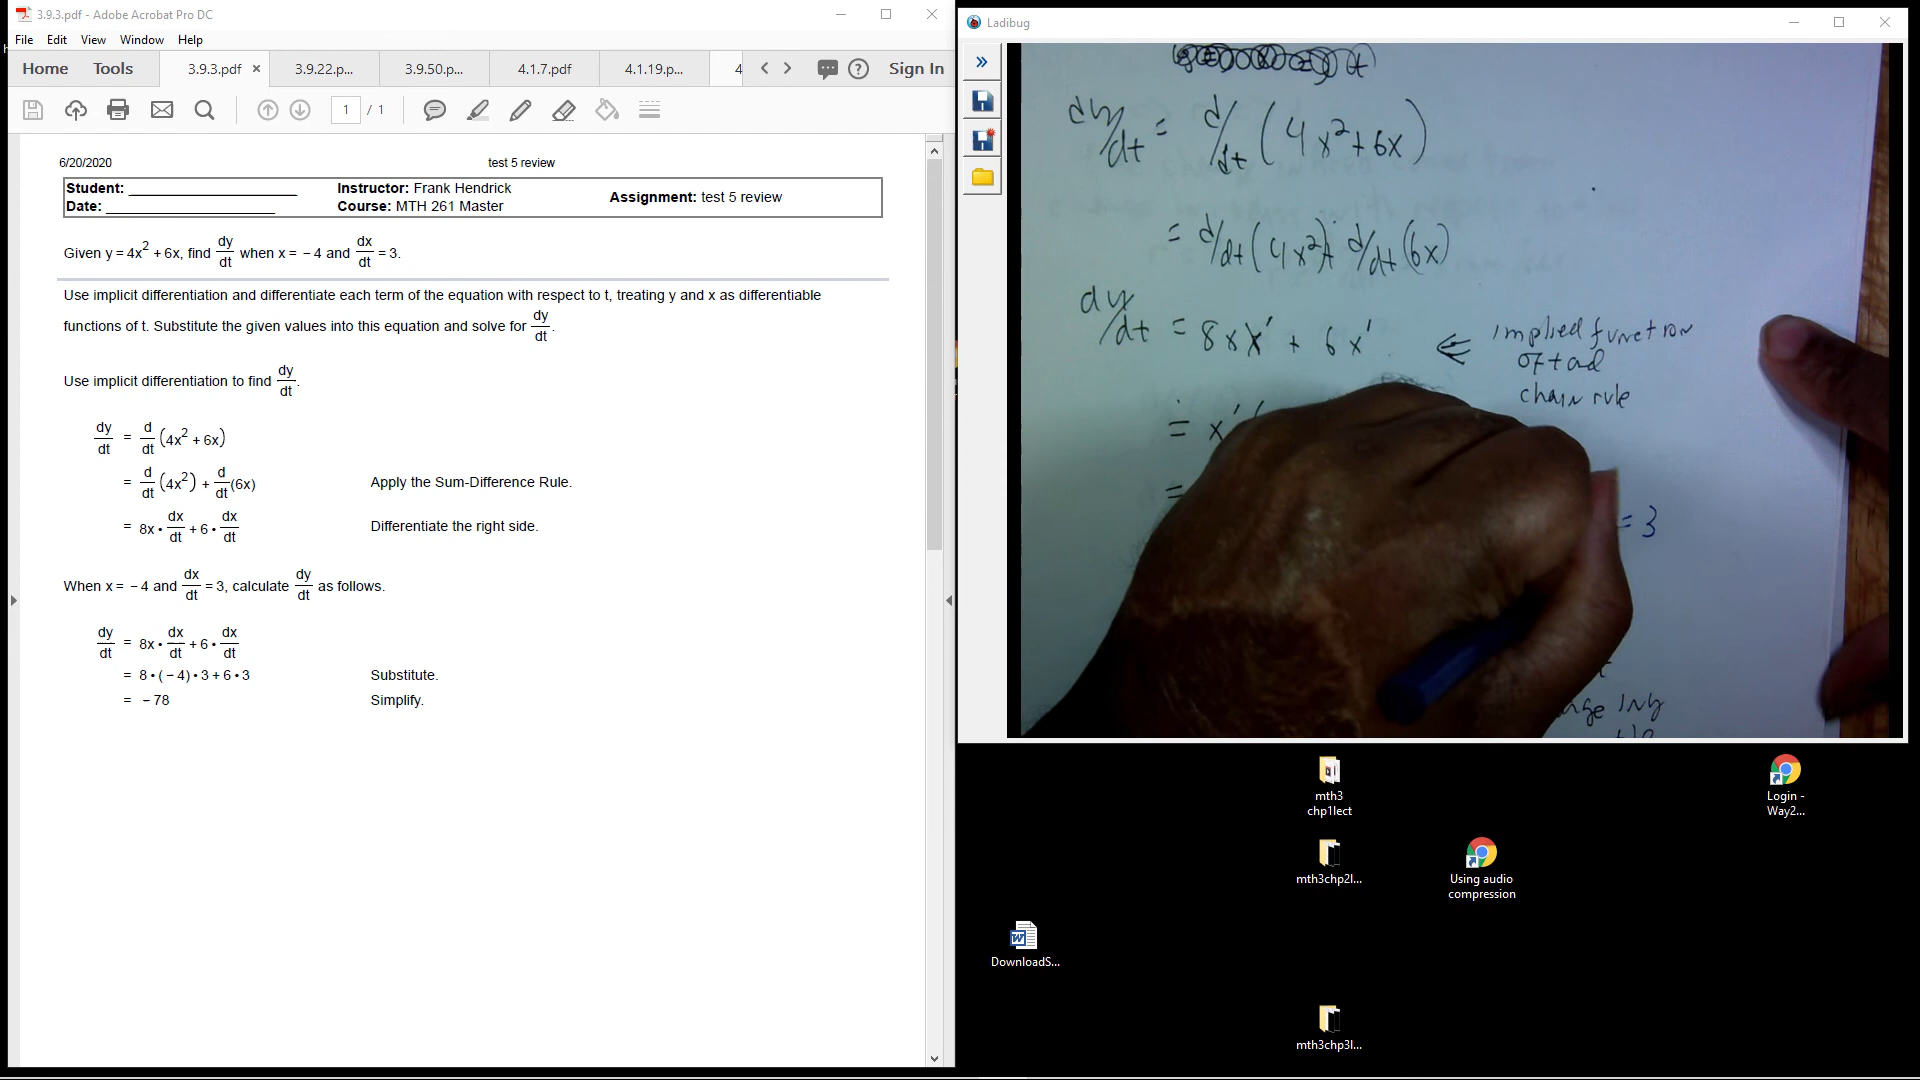 3.9.3.pdf - Adobe Acrobat Pro DC
File Edit View Window Help
Home Tools 3.9.3.pdf × 3.9.22.p... 3.9.50.p... 4.1.7.pdf 4.1.19.p... 4 Sign In
1 / 1
6/20/2020 test 5 review
Student: ____________________ Instructor: Frank Hendrick Assignment: test 5 review
Date: ____________________ Course: MTH 261 Master
Given y = 4x² + 6x, find dy/dt when x = − 4 and dx/dt = 3.
Use implicit differentiation and differentiate each term of the equation with respect to t, treating y and x as differentiable
functions of t. Substitute the given values into this equation and solve for dy/dt.
Use implicit differentiation to find dy/dt.
dy/dt = d/dt (4x² + 6x)
= d/dt (4x²) + d/dt (6x) Apply the Sum-Difference Rule.
= 8x • dx/dt + 6 • dx/dt Differentiate the right side.
When x = − 4 and dx/dt = 3, calculate dy/dt as follows.
dy/dt = 8x • dx/dt + 6 • dx/dt
= 8 • (− 4) • 3 + 6 • 3 Substitute.
= − 78 Simplify.
Ladibug
dy/dt = d/dt (4x² + 6x)
= d/dt (4x²) + d/dt (6x)
dy/dt = 8xx' + 6x'
implied function
of t ad
chain rule
= x' (
=
= 3
mth3
chp1lect
Login -
Way2...
mth3chp2l...
Using audio
compression
DownloadS...
mth3chp3l...